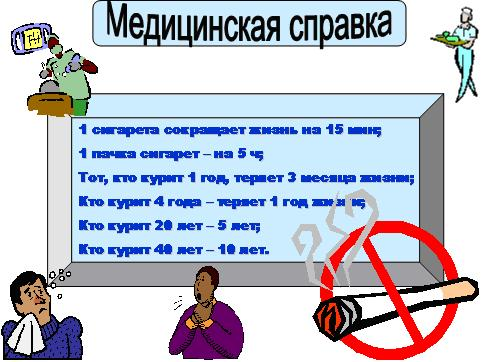 Медицинская справка
1 сигарета сокращает жизнь на 15 мин;
1 пачка сигарет – на 5 ч;
Тот, кто курит 1 год, теряет 3 месяца жизни;
Кто курит 4 года – теряет 1 год жизни;
Кто курит 20 лет – 5 лет;
Кто курит 40 лет – 10 лет.